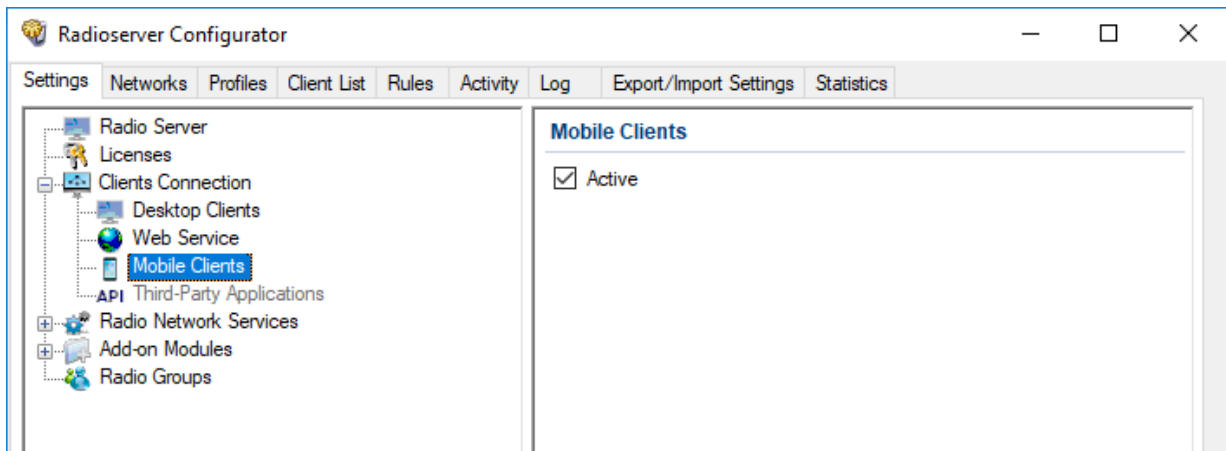 Radioserver Configurator
Settings Networks Profiles Client List Rules Activity Log Export/Import Settings Statistics
Radio Server
Licenses
Clients Connection
Desktop Clients
Web Service
Mobile Clients
API Third-Party Applications
Radio Network Services
Add-on Modules
Radio Groups
Mobile Clients
Active